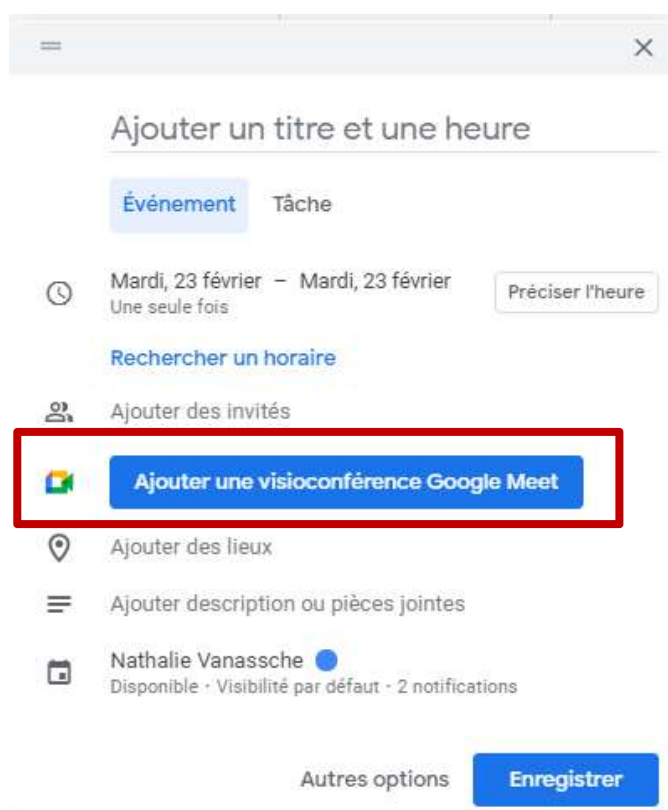 Ajouter un titre et une heure
Événement Tâche
Mardi, 23 février – Mardi, 23 février Préciser l'heure
Une seule fois
Rechercher un horaire
Ajouter des invités
Ajouter une visioconférence Google Meet
Ajouter des lieux
Ajouter description ou pièces jointes
Nathalie Vanassche
Disponible · Visibilité par défaut · 2 notifications
Autres options Enregistrer